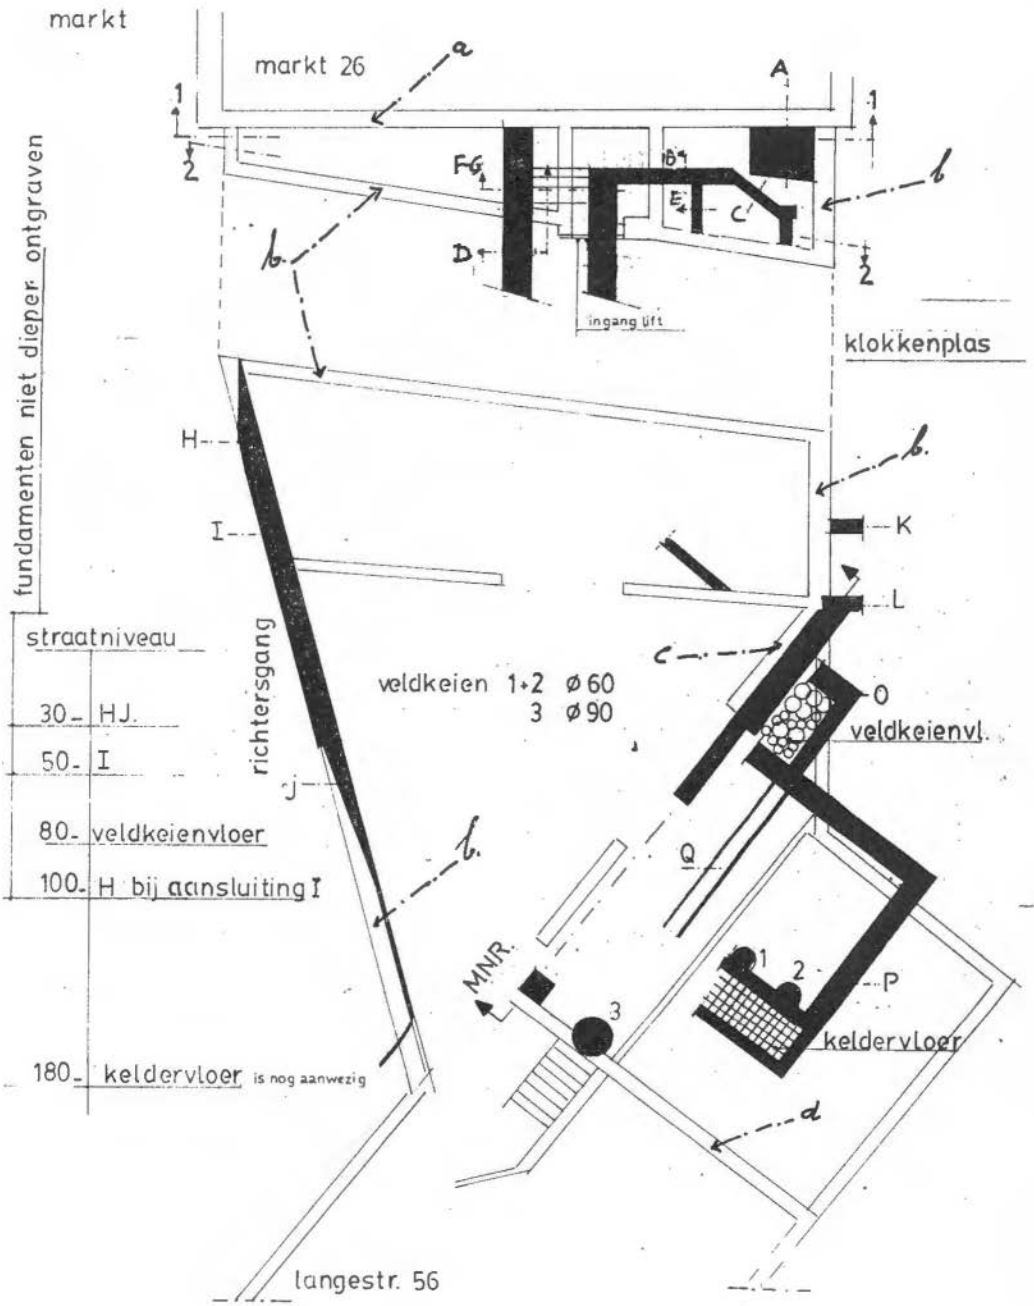 markt
markt 26
a
A
1
1
2
F-G
B
E
C
b
D
2
b.
ingang lift
klokkenplas
fundamenten niet dieper ontgraven
H
b.
I
K
L
straatniveau
c
richtersgang
veldkeien 1+2 ø 60
3 ø 90
O
30- H J.
veldkeienvl.
50- I
j
80- veldkeienvloer
b.
Q
100- H bij aansluiting I
MNR.
1
2
P
3
keldervloer
180- keldervloer is nog aanwezig
d
langestr. 56